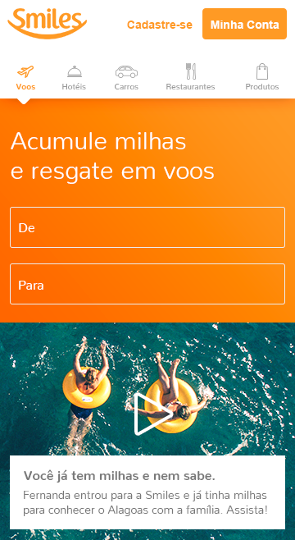 Smiles
Cadastre-se
Minha Conta
Voos
Hotéis
Carros
Restaurantes
Produtos
Acumule milhas
e resgate em voos
De
Para
Você já tem milhas e nem sabe.
Fernanda entrou para a Smiles e já tinha milhas
para conhecer o Alagoas com a família. Assista!